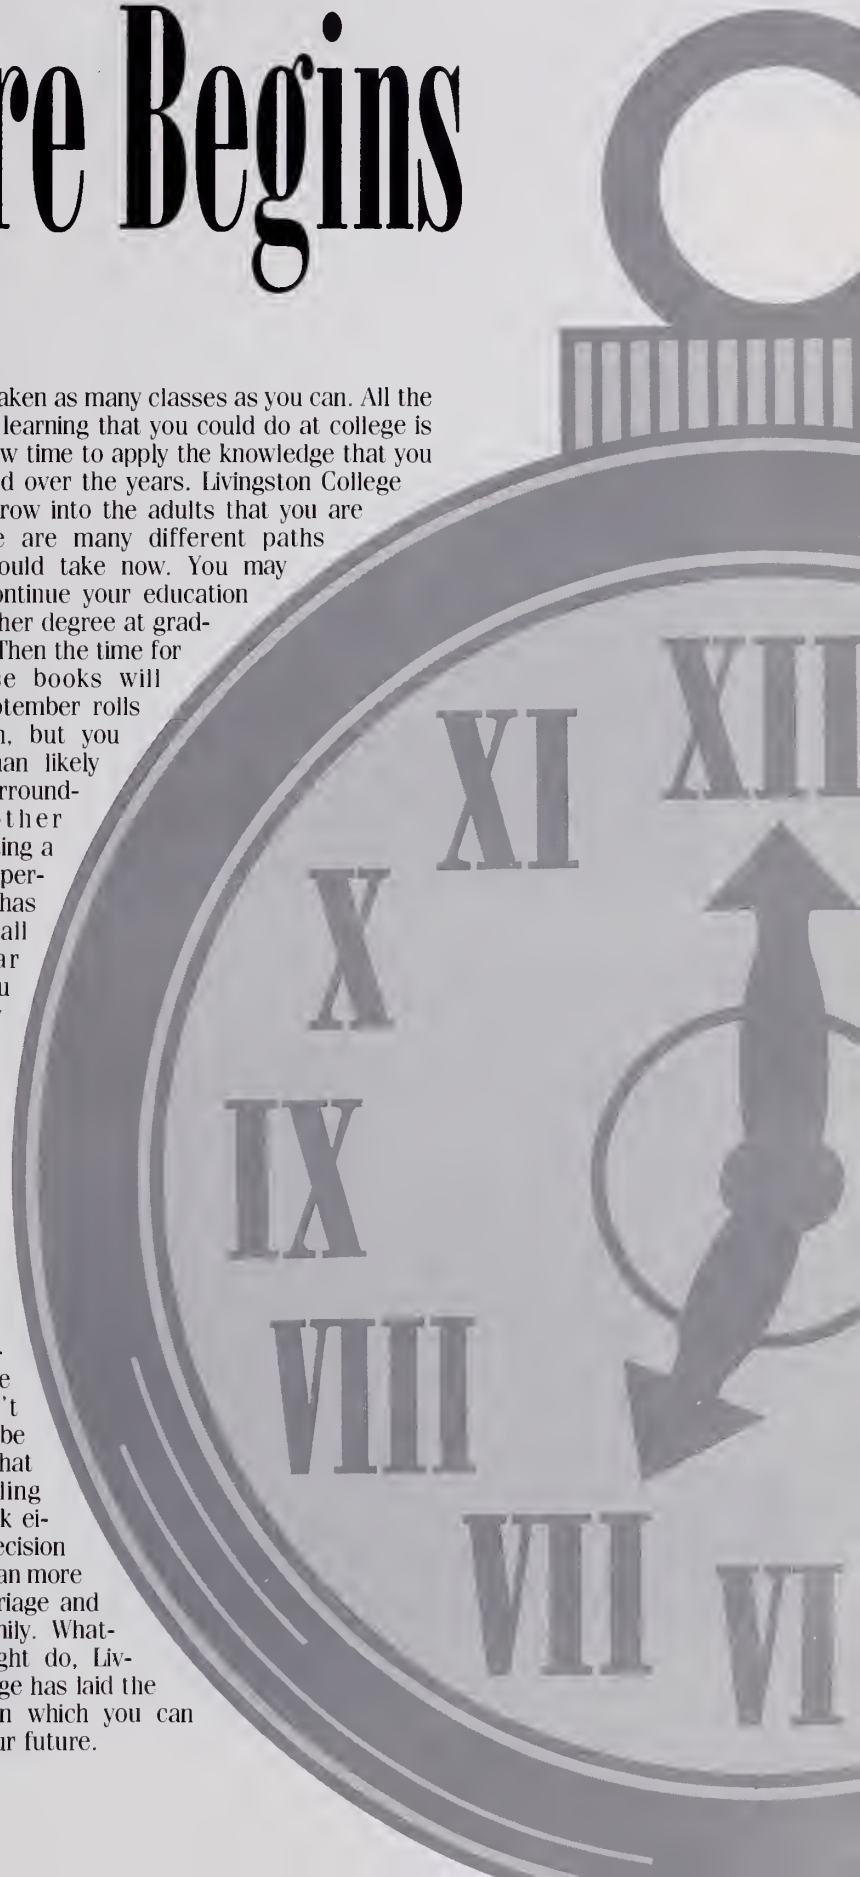 re Begins
aken as many classes as you can. All the
learning that you could do at college is
w time to apply the knowledge that you
d over the years. Livingston College
row into the adults that you are
e are many different paths
ould take now. You may
ontinue your education
her degree at grad-
Then the time for
se books will
ptember rolls
n, but you
an likely
rround-
other
ing a
per-
has
all
ar
u
e
't
be
hat
ling
k ei-
ecision
an more
riage and
ily. What-
ght do, Liv-
ge has laid the
n which you can
ur future.
XII
XI
X
IX
VIII
VII
VI